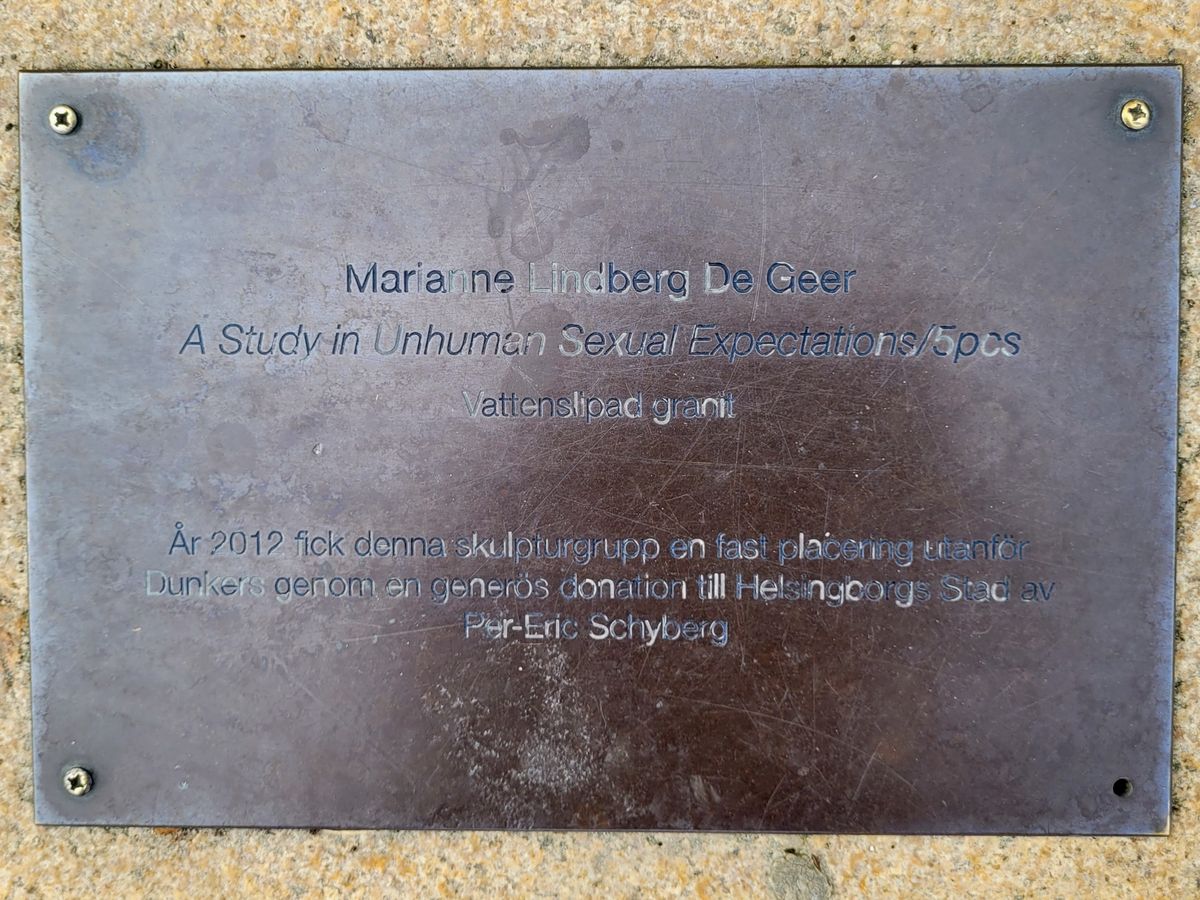 Marianne Lindberg De Geer
A Study in Unhuman Sexual Expectations/5pcs
Vattenslipad granit
År 2012 fick denna skulpturgrupp en fast placering utanför
Dunkers genom en generös donation till Helsingborgs Stad av
Per-Eric Schyberg